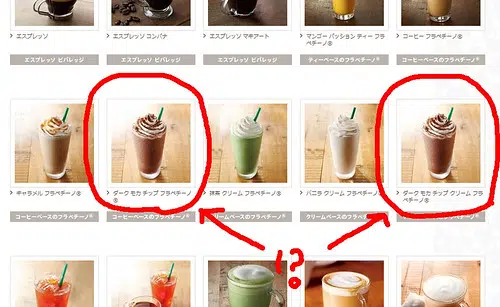 > エスプレッソ
> エスプレッソ コンパナ
> エスプレッソ マキアート
> マンゴー パッション ティー フラ
ペチーノ®
> コーヒー フラペチーノ®
エスプレッソ ビバレッジ
エスプレッソ ビバレッジ
エスプレッソ ビバレッジ
ティーベースのフラペチーノ®
コーヒーベースのフラペチーノ®
> キャラメル フラペチーノ®
> ダーク モカ チップ フラペチーノ
®
> 抹茶 クリーム フラペチーノ®
> バニラ クリーム フラペチーノ®
> ダーク モカ チップ クリーム フラ
ペチーノ®
コーヒーベースのフラペチーノ®
コーヒーベースのフラペチーノ®
クリームベースのフラペチーノ®
クリームベースのフラペチーノ®
クリームベースのフラペチーノ®
!?